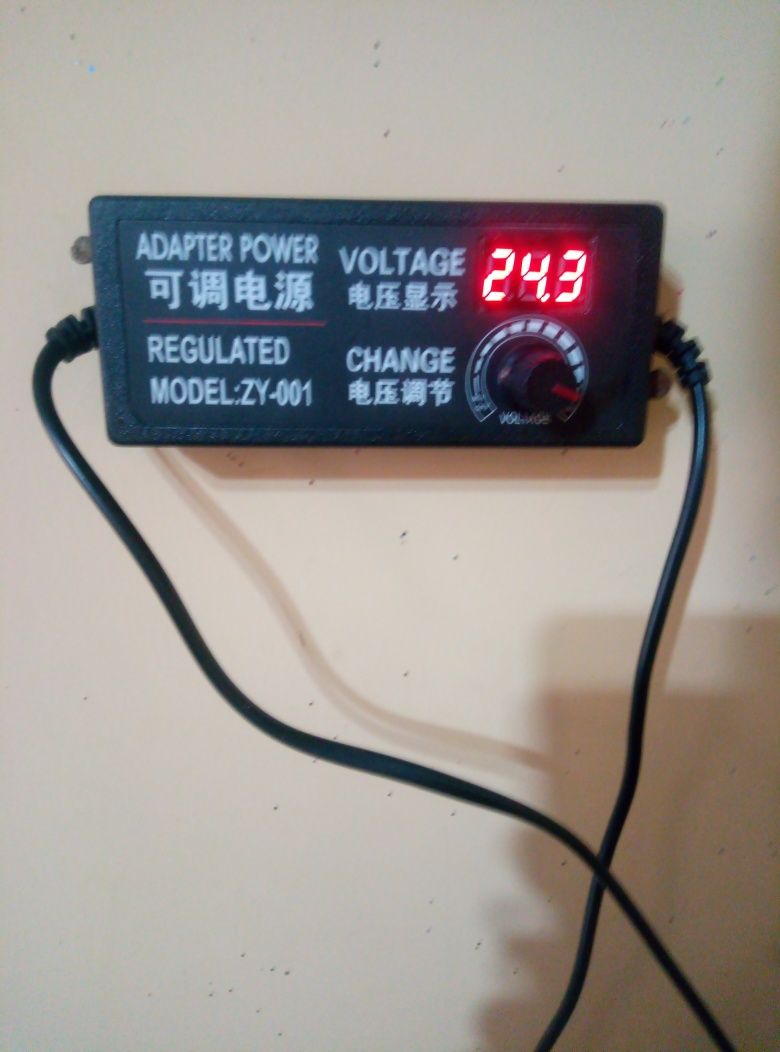 ADAPTER POWER
可调电源
REGULATED
MODEL:ZY-001
VOLTAGE
电压显示
24.3
CHANGE
电压调节
VOLTAGE